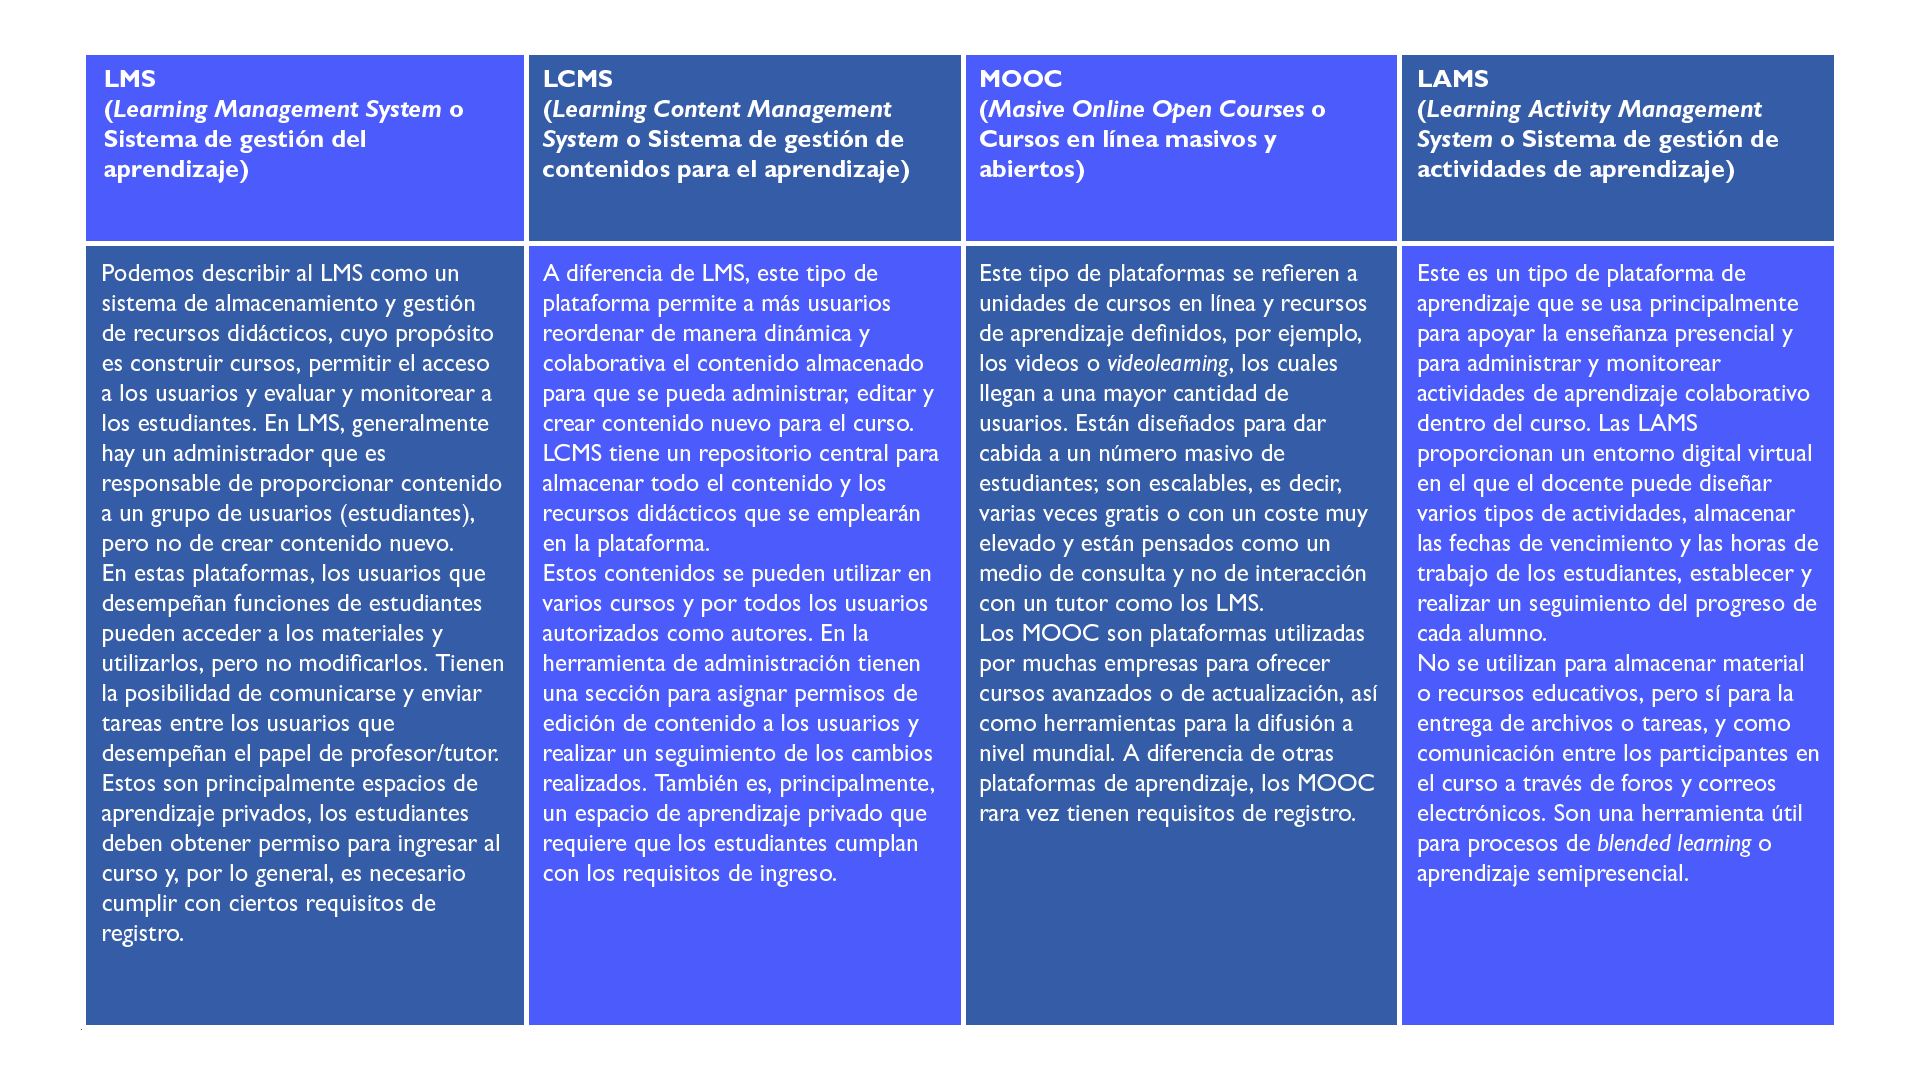 LMS
(Learning Management System o
Sistema de gestión del
aprendizaje)
LCMS
(Learning Content Management
System o Sistema de gestión de
contenidos para el aprendizaje)
MOOC
(Masive Online Open Courses o
Cursos en línea masivos y
abiertos)
LAMS
(Learning Activity Management
System o Sistema de gestión de
actividades de aprendizaje)
Podemos describir al LMS como un
sistema de almacenamiento y gestión
de recursos didácticos, cuyo propósito
es construir cursos, permitir el acceso
a los usuarios y evaluar y monitorear a
los estudiantes. En LMS, generalmente
hay un administrador que es
responsable de proporcionar contenido
a un grupo de usuarios (estudiantes),
pero no de crear contenido nuevo.
En estas plataformas, los usuarios que
desempeñan funciones de estudiantes
pueden acceder a los materiales y
utilizarlos, pero no modificarlos. Tienen
la posibilidad de comunicarse y enviar
tareas entre los usuarios que
desempeñan el papel de profesor/tutor.
Estos son principalmente espacios de
aprendizaje privados, los estudiantes
deben obtener permiso para ingresar al
curso y, por lo general, es necesario
cumplir con ciertos requisitos de
registro.
A diferencia de LMS, este tipo de
plataforma permite a más usuarios
reordenar de manera dinámica y
colaborativa el contenido almacenado
para que se pueda administrar, editar y
crear contenido nuevo para el curso.
LCMS tiene un repositorio central para
almacenar todo el contenido y los
recursos didácticos que se emplearán
en la plataforma.
Estos contenidos se pueden utilizar en
varios cursos y por todos los usuarios
autorizados como autores. En la
herramienta de administración tienen
una sección para asignar permisos de
edición de contenido a los usuarios y
realizar un seguimiento de los cambios
realizados. También es, principalmente,
un espacio de aprendizaje privado que
requiere que los estudiantes cumplan
con los requisitos de ingreso.
Este tipo de plataformas se refieren a
unidades de cursos en línea y recursos
de aprendizaje definidos, por ejemplo,
los videos o videolearning, los cuales
llegan a una mayor cantidad de
usuarios. Están diseñados para dar
cabida a un número masivo de
estudiantes; son escalables, es decir,
varias veces gratis o con un coste muy
elevado y están pensados como un
medio de consulta y no de interacción
con un tutor como los LMS.
Los MOOC son plataformas utilizadas
por muchas empresas para ofrecer
cursos avanzados o de actualización, así
como herramientas para la difusión a
nivel mundial. A diferencia de otras
plataformas de aprendizaje, los MOOC
rara vez tienen requisitos de registro.
Este es un tipo de plataforma de
aprendizaje que se usa principalmente
para apoyar la enseñanza presencial y
para administrar y monitorear
actividades de aprendizaje colaborativo
dentro del curso. Las LAMS
proporcionan un entorno digital virtual
en el que el docente puede diseñar
varios tipos de actividades, almacenar
las fechas de vencimiento y las horas de
trabajo de los estudiantes, establecer y
realizar un seguimiento del progreso de
cada alumno.
No se utilizan para almacenar material
o recursos educativos, pero sí para la
entrega de archivos o tareas, y como
comunicación entre los participantes en
el curso a través de foros y correos
electrónicos. Son una herramienta útil
para procesos de blended learning o
aprendizaje semipresencial.